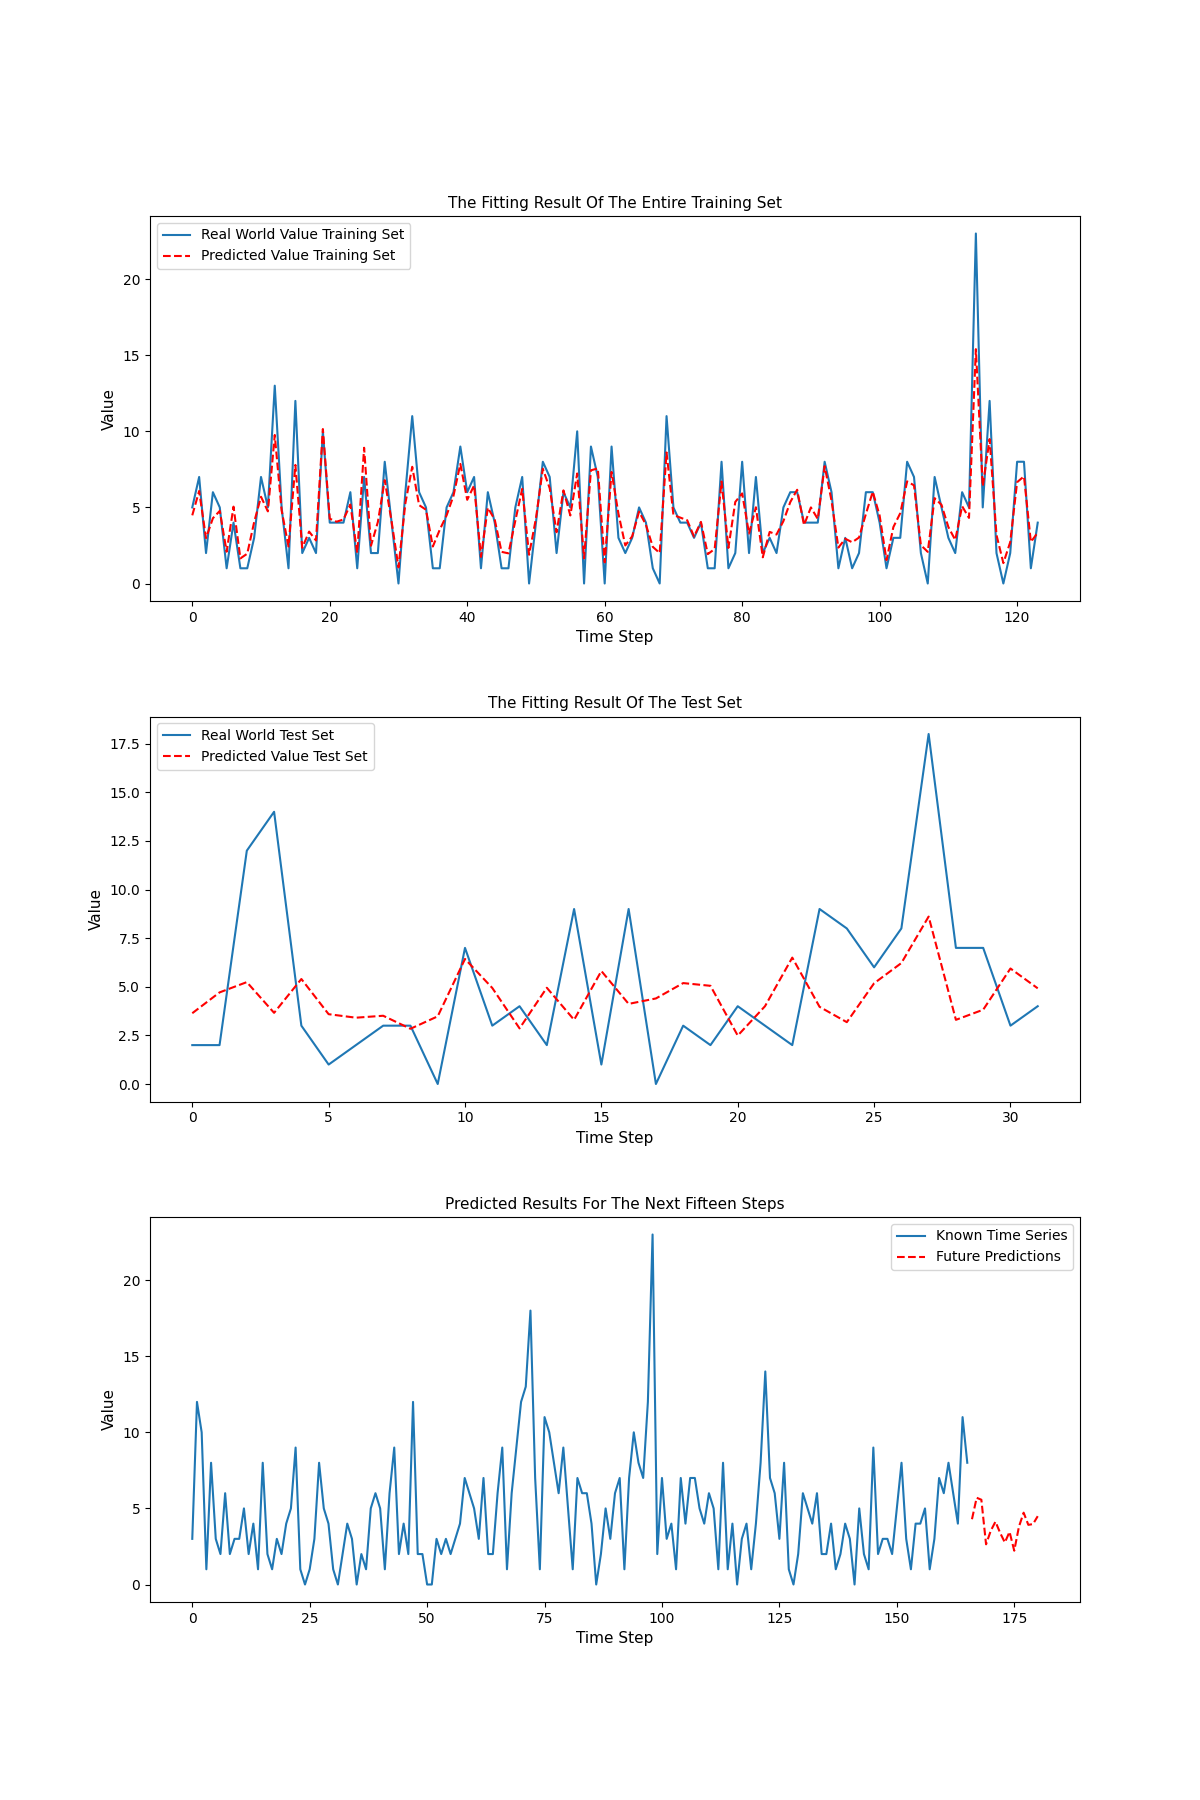 The Fitting Result Of The Entire Training Set
Real World Value Training Set
Predicted Value Training Set
Value
20
15
10
5
0
0 20 40 60 80 100 120
Time Step
The Fitting Result Of The Test Set
Real World Test Set
Predicted Value Test Set
Value
17.5
15.0
12.5
10.0
7.5
5.0
2.5
0.0
0 5 10 15 20 25 30
Time Step
Predicted Results For The Next Fifteen Steps
Known Time Series
Future Predictions
Value
20
15
10
5
0
0 25 50 75 100 125 150 175
Time Step